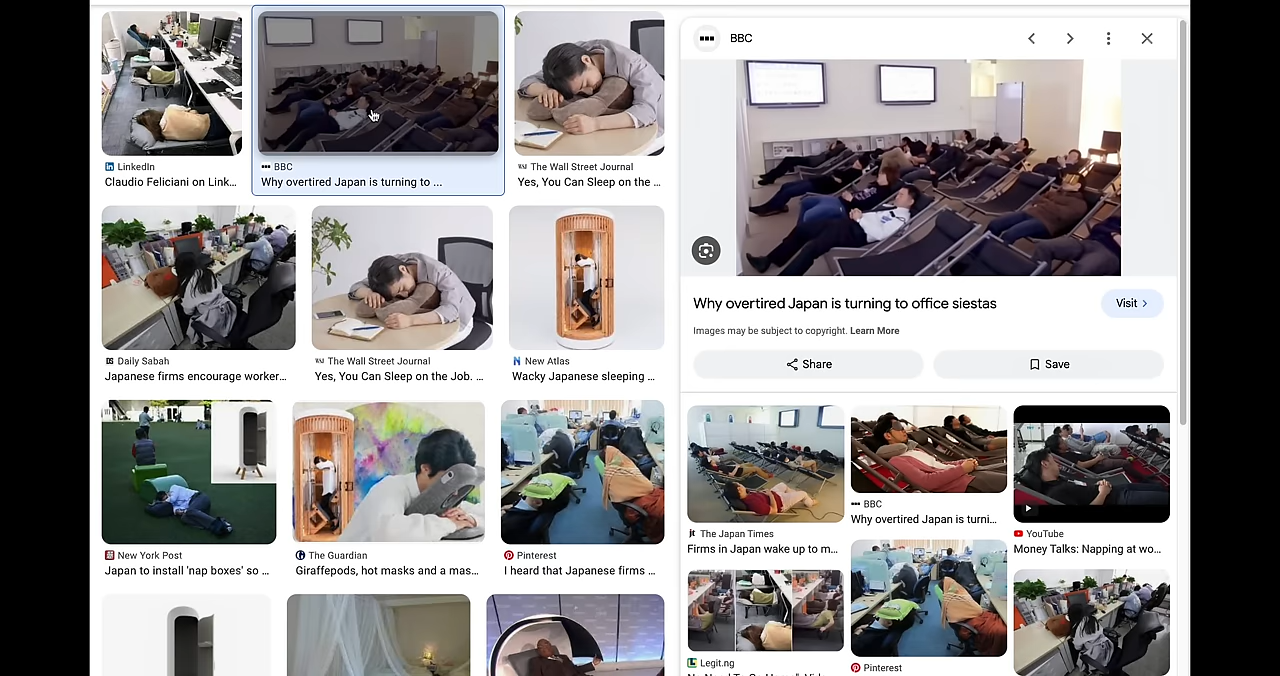 LinkedIn
Claudio Feliciani on Link...
BBC
Why overtired Japan is turning to ...
WSJ
The Wall Street Journal
Yes, You Can Sleep on the ...
Daily Sabah
Japanese firms encourage worker...
WSJ
The Wall Street Journal
Yes, You Can Sleep on the Job. ...
New Atlas
Wacky Japanese sleeping ...
New York Post
Japan to install 'nap boxes' so ...
The Guardian
Giraffepods, hot masks and a mas...
Pinterest
I heard that Japanese firms ...
BBC
Why overtired Japan is turning to office siestas
Visit
Images may be subject to copyright. Learn More
Share
Save
jt The Japan Times
Firms in Japan wake up to m...
BBC
Why overtired Japan is turni...
YouTube
Money Talks: Napping at wo...
Legit.ng
Pinterest